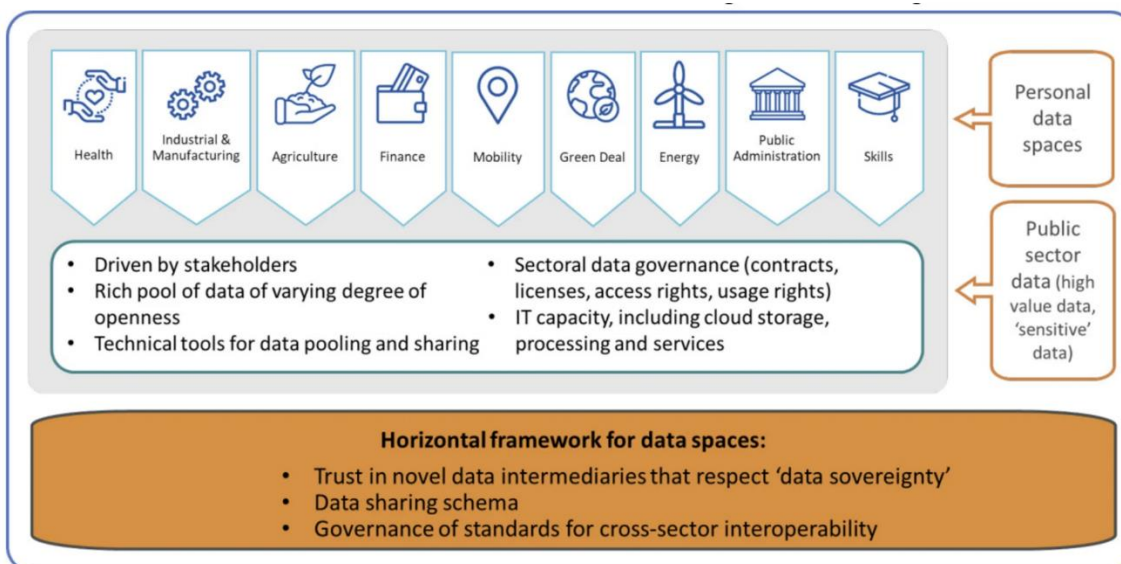 Health
Industrial &
Manufacturing
Agriculture
Finance
Mobility
Green Deal
Energy
Public
Administration
Skills
Personal
data
spaces
• Driven by stakeholders
• Rich pool of data of varying degree of
openness
• Technical tools for data pooling and sharing
• Sectoral data governance (contracts,
licenses, access rights, usage rights)
• IT capacity, including cloud storage,
processing and services
Public
sector
data (high
value data,
‘sensitive’
data)
Horizontal framework for data spaces:
• Trust in novel data intermediaries that respect ‘data sovereignty’
• Data sharing schema
• Governance of standards for cross-sector interoperability